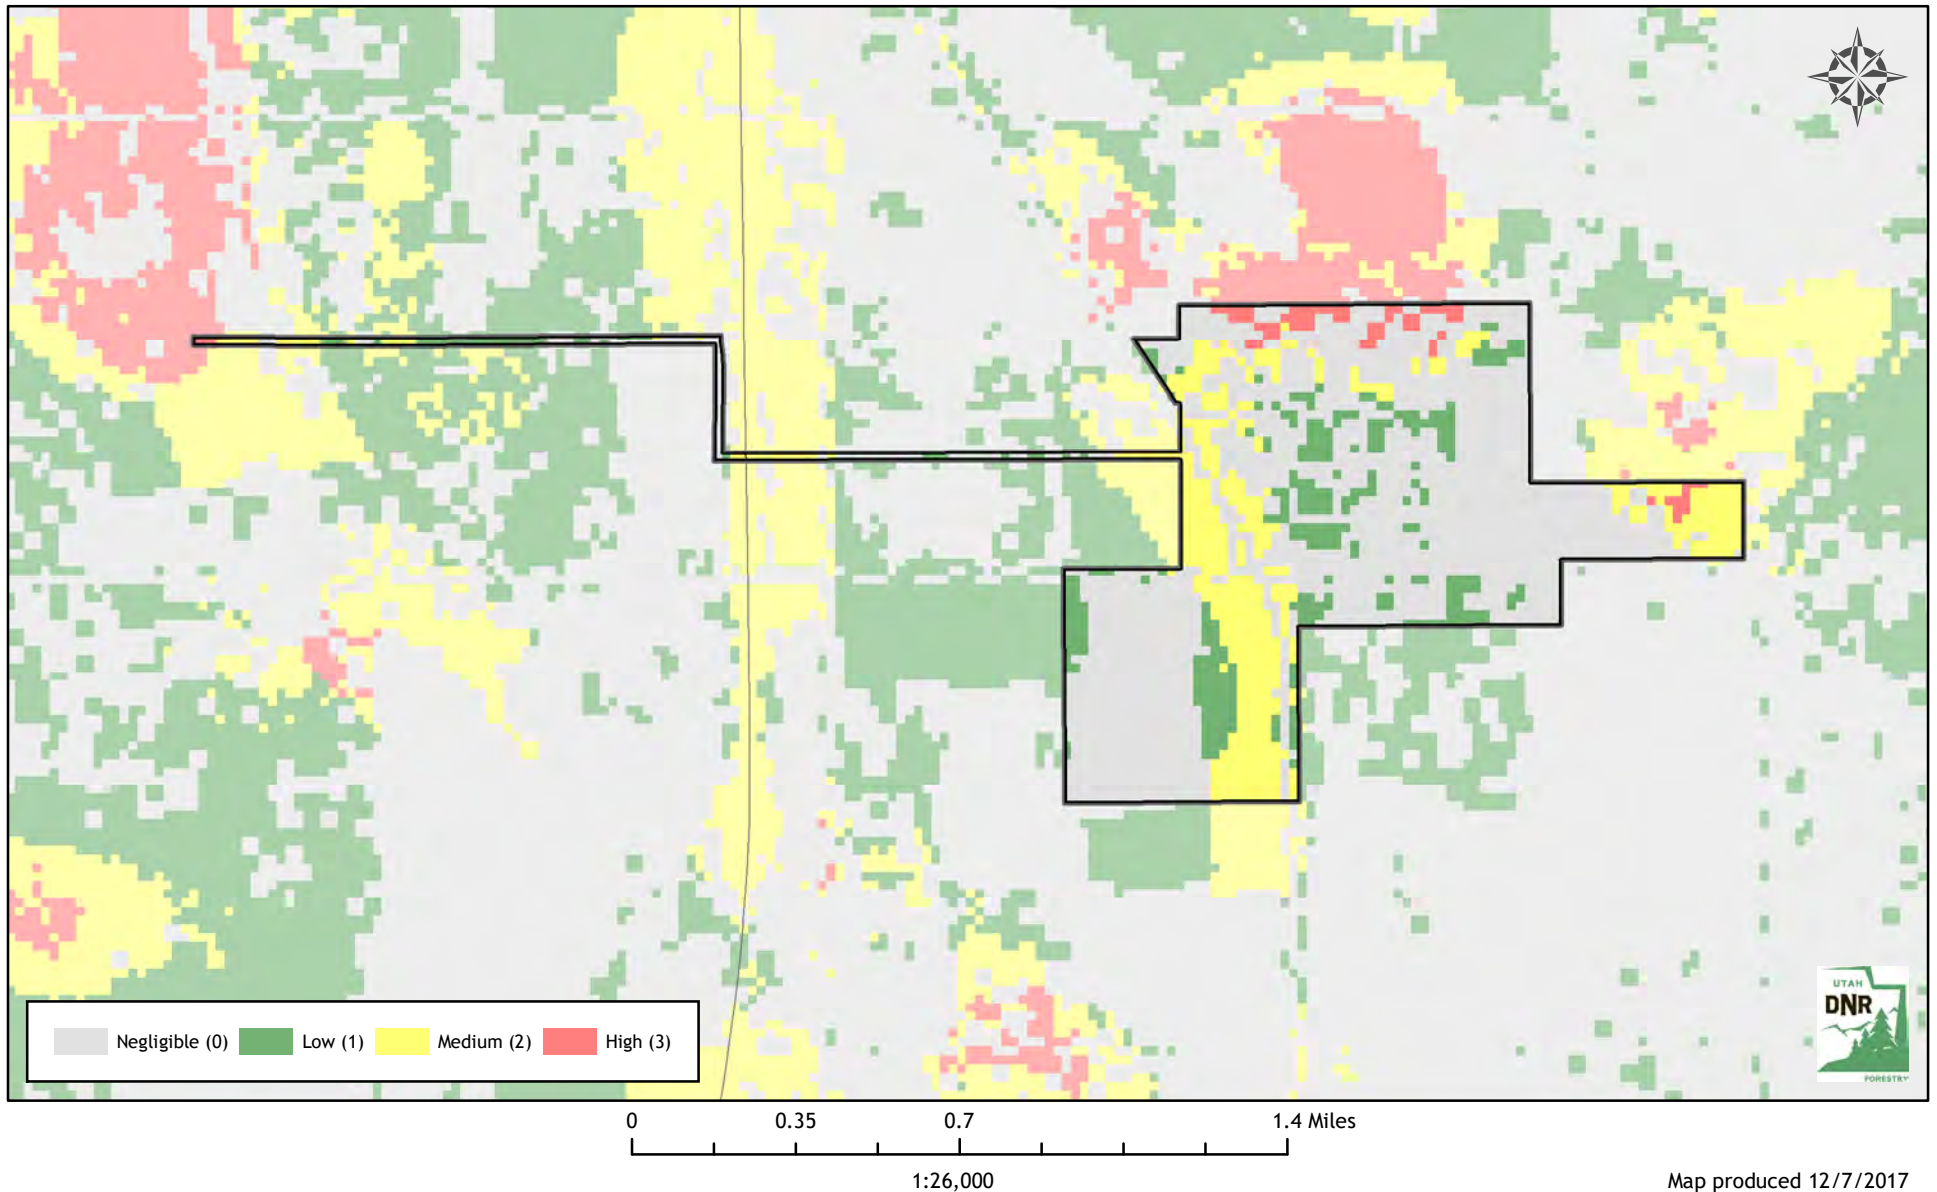 UTAH
DNR
FORESTRY
Negligible (0) Low (1) Medium (2) High (3)
0 0.35 0.7 1.4 Miles
1:26,000
Map produced 12/7/2017